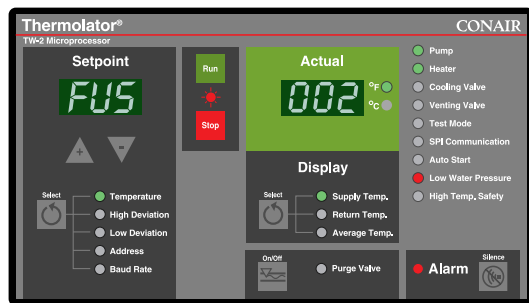 Thermolator®
CONAIR
TW-2 Microprocessor
Setpoint
FUS
+
-
Select
Temperature
High Deviation
Low Deviation
Address
Baud Rate
Run
Stop
Actual
002
°F
°C
Display
Select
Supply Temp.
Return Temp.
Average Temp.
On/Off
Purge Valve
Pump
Heater
Cooling Valve
Venting Valve
Test Mode
SPI Communication
Auto Start
Low Water Pressure
High Temp. Safety
Alarm
Silence